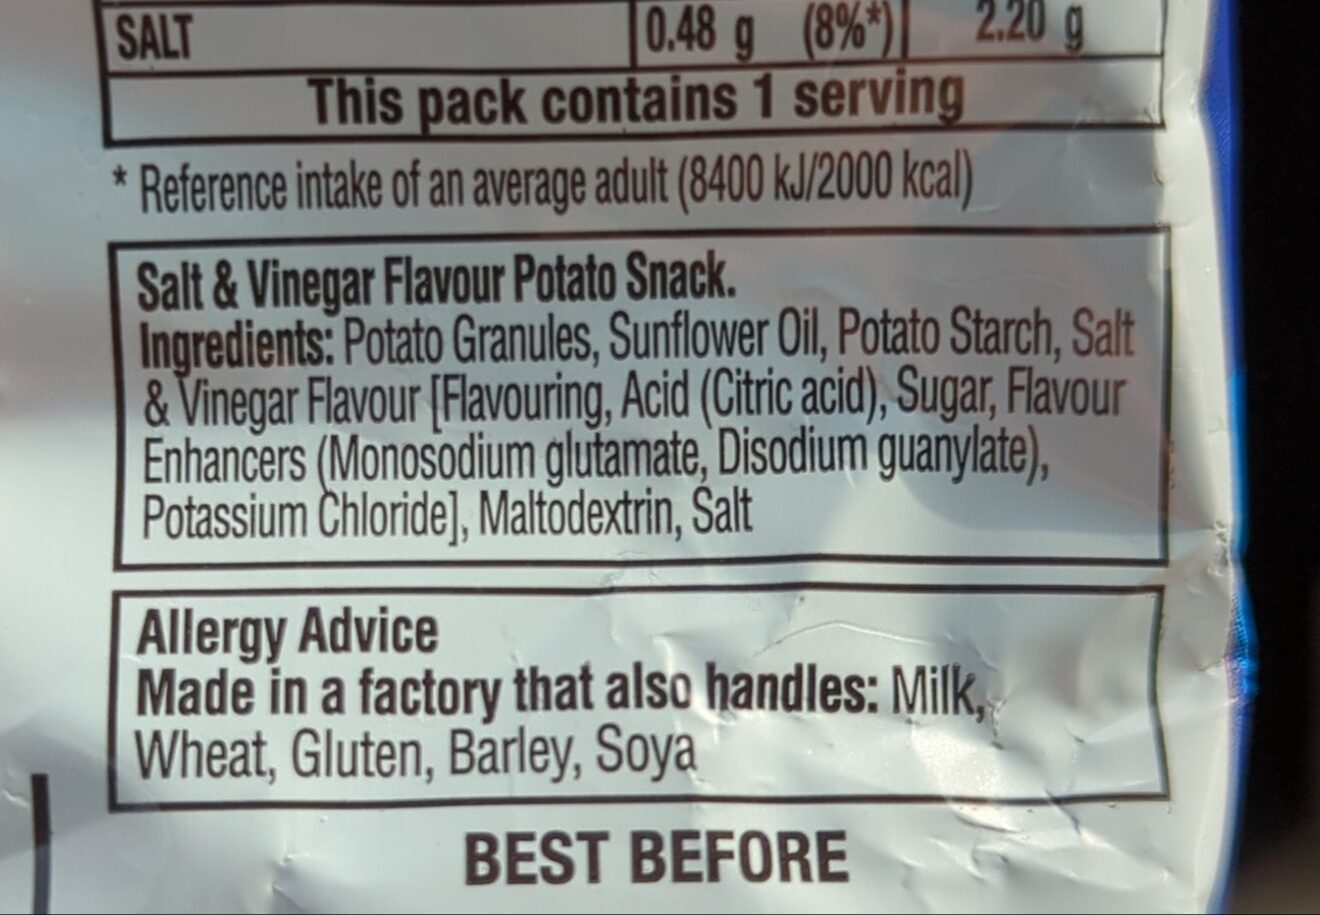 SALT 0.48 g (8%*) 2.20 g
This pack contains 1 serving
* Reference intake of an average adult (8400 kJ/2000 kcal)
Salt & Vinegar Flavour Potato Snack.
Ingredients: Potato Granules, Sunflower Oil, Potato Starch, Salt
& Vinegar Flavour [Flavouring, Acid (Citric acid), Sugar, Flavour
Enhancers (Monosodium glutamate, Disodium guanylate),
Potassium Chloride], Maltodextrin, Salt
Allergy Advice
Made in a factory that also handles: Milk,
Wheat, Gluten, Barley, Soya
BEST BEFORE